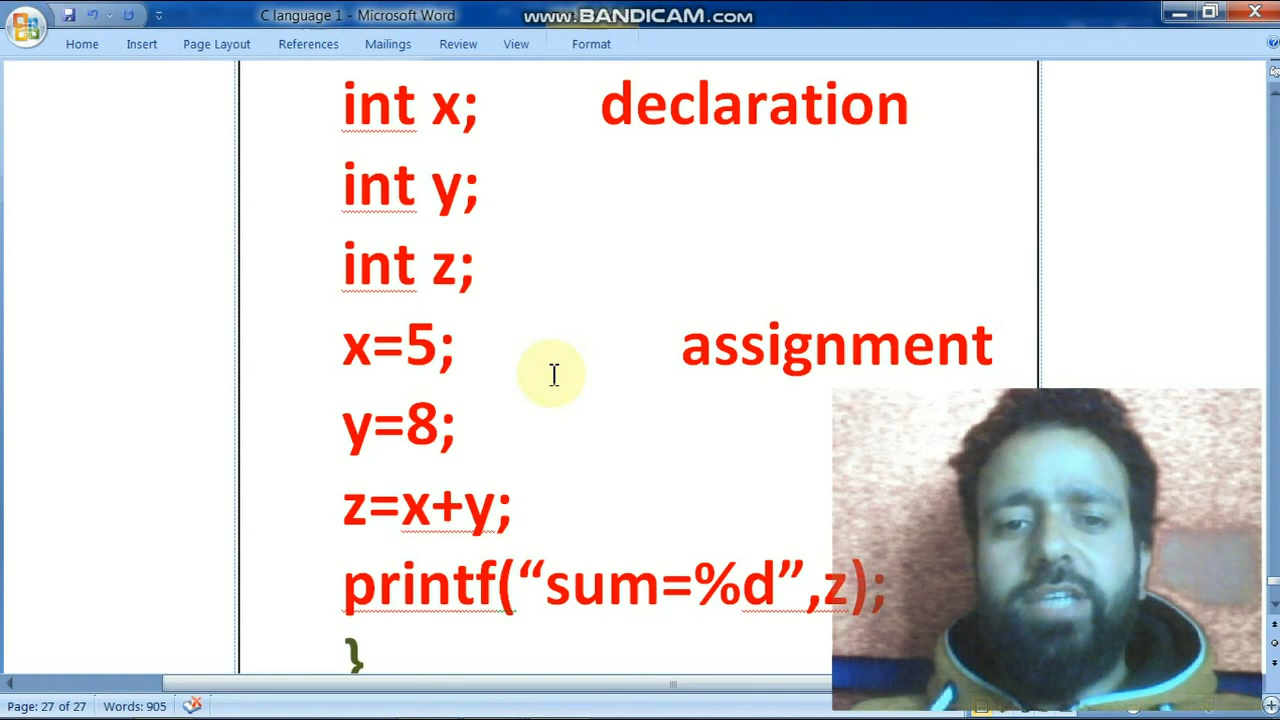 C language 1 - Microsoft Word
www.BANDICAM.com
Home Insert Page Layout References Mailings Review View Format
int x; declaration
int y;
int z;
x=5; assignment
y=8;
z=x+y;
printf(“sum=%d”,z);
}
Page: 27 of 27 Words: 905